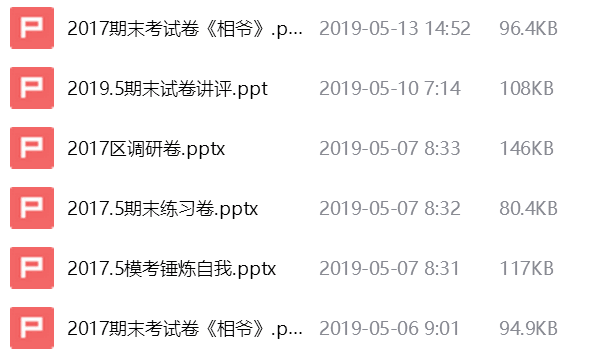 2017期末考试卷《相爷》.p... 2019-05-13 14:52 96.4KB
2019.5期末试卷讲评.ppt 2019-05-10 7:14 108KB
2017区调研卷.pptx 2019-05-07 8:33 146KB
2017.5期末练习卷.pptx 2019-05-07 8:32 80.4KB
2017.5模考锤炼自我.pptx 2019-05-07 8:31 117KB
2017期末考试卷《相爷》.p... 2019-05-06 9:01 94.9KB